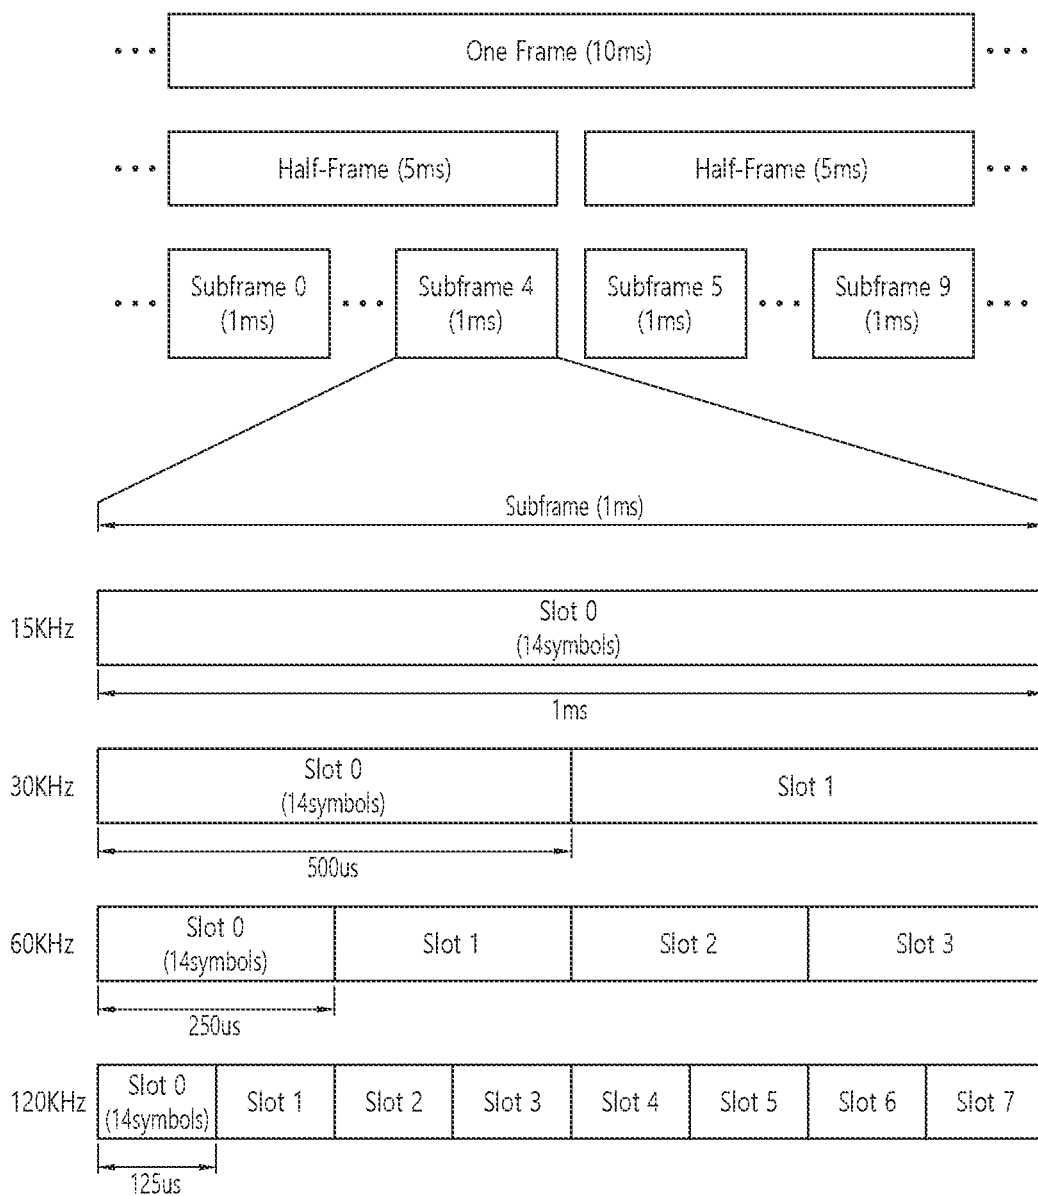 One Frame (10ms)
Half-Frame (5ms)
Half-Frame (5ms)
Subframe 0
(1ms)
Subframe 4
(1ms)
Subframe 5
(1ms)
Subframe 9
(1ms)
Subframe (1ms)
15KHz
Slot 0
(14symbols)
1ms
30KHz
Slot 0
(14symbols)
Slot 1
500us
60KHz
Slot 0
(14symbols)
Slot 1
Slot 2
Slot 3
250us
120KHz
Slot 0
(14symbols)
Slot 1
Slot 2
Slot 3
Slot 4
Slot 5
Slot 6
Slot 7
125us